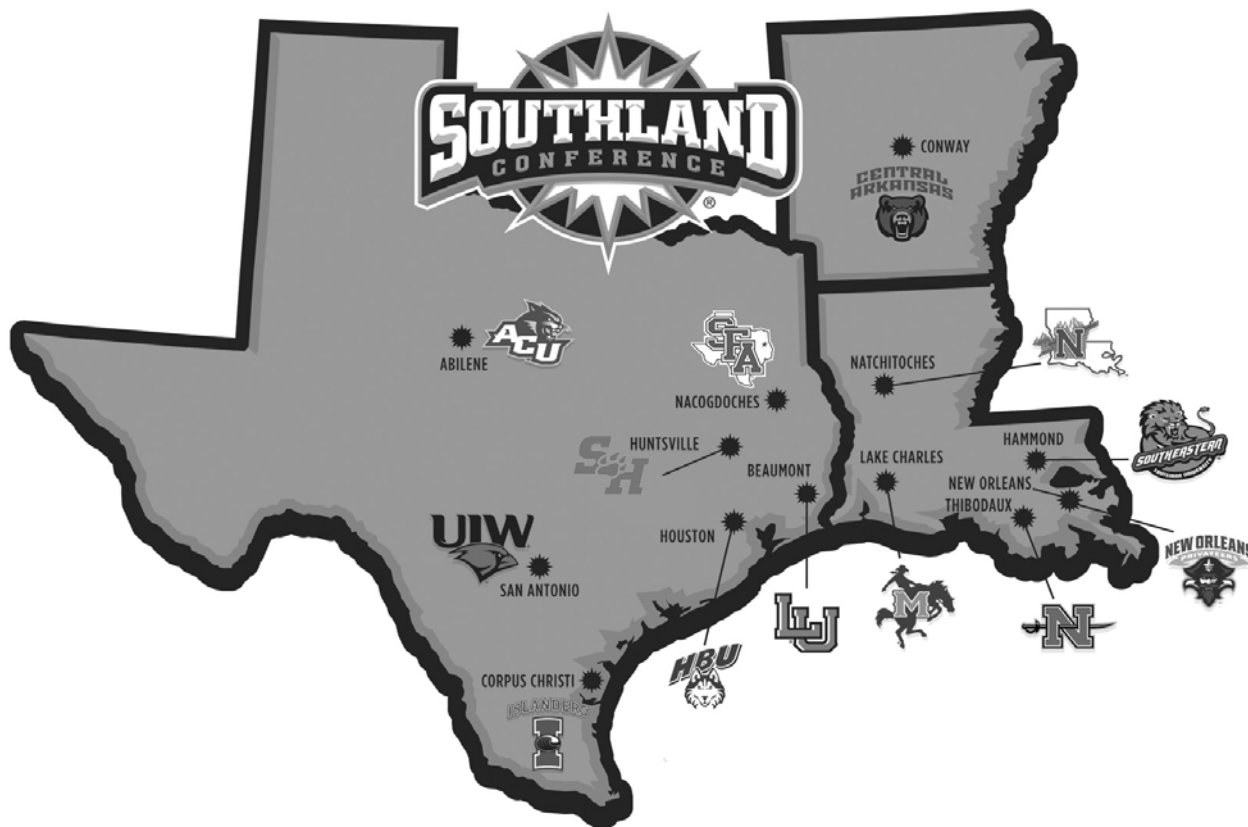 SOUTHLAND
CONFERENCE
®
CONWAY
CENTRAL
ARKANSAS
ACU
ABILENE
SFA
NACOGDOCHES
NATCHITOCHES
N
HUNTSVILLE
SH
BEAUMONT
LAKE CHARLES
HAMMOND
SOUTHEASTERN
NEW ORLEANS
THIBODAUX
HOUSTON
UIW
SAN ANTONIO
NEW ORLEANS
PRIVATEERS
M
LU
N
HBU
CORPUS CHRISTI
ISLANDERS
I